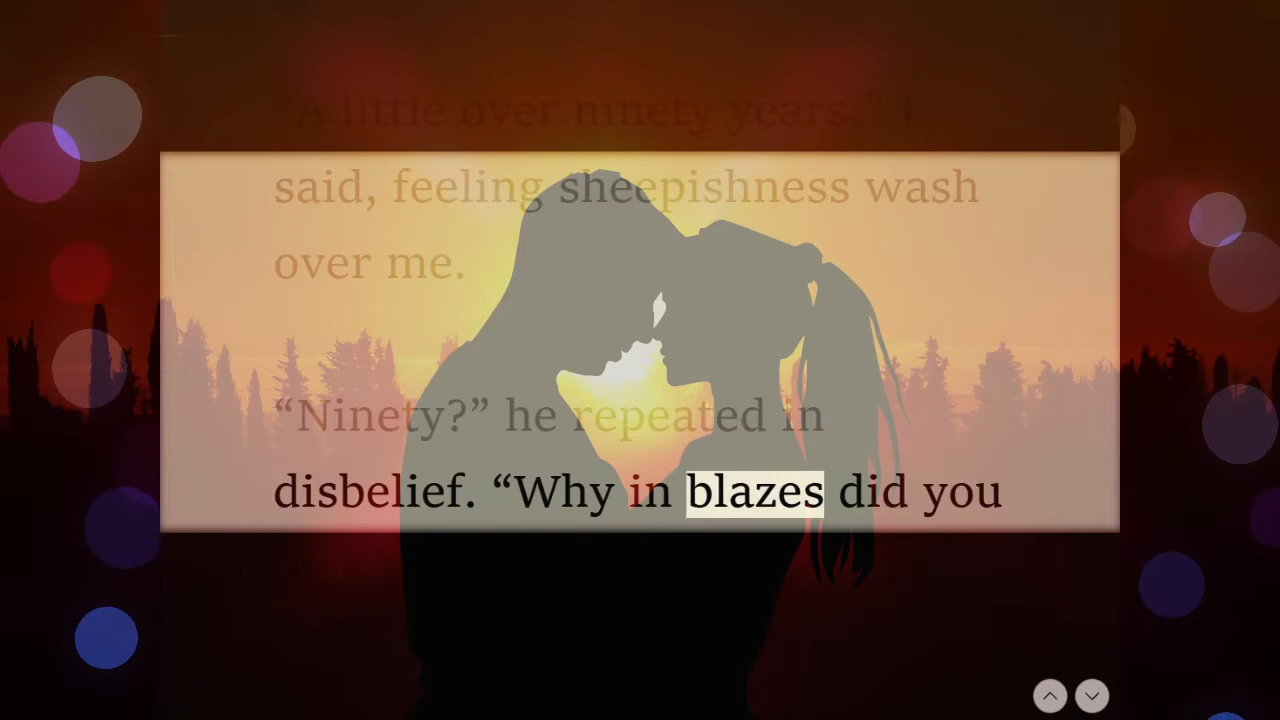 “A little over ninety years,” I
said, feeling sheepishness wash
over me.
“Ninety?” he repeated in
disbelief. “Why in blazes did you